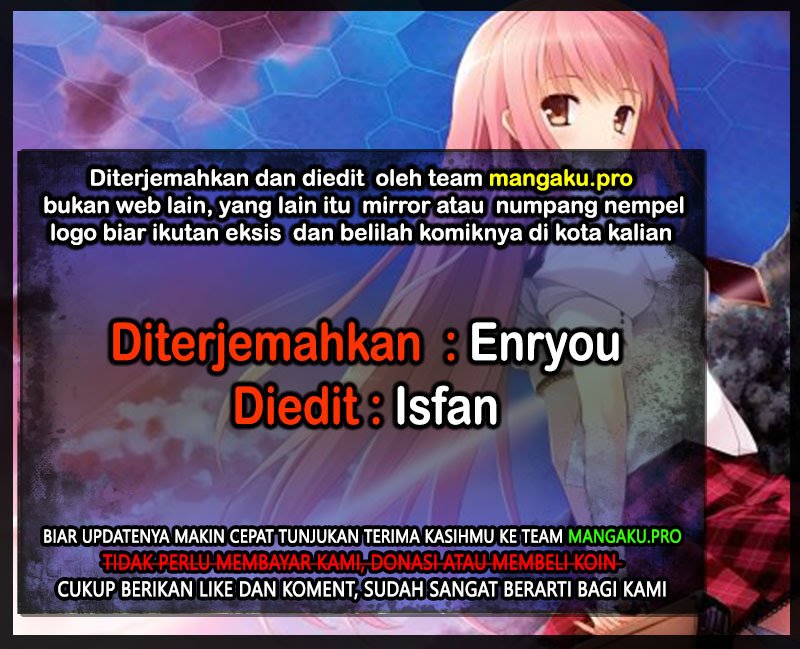 Diterjemahkan dan diedit oleh team mangaku.pro
bukan web lain, yang lain itu mirror atau numpang nempel
logo biar ikutan eksis dan belilah komiknya di kota kalian
Diterjemahkan : Enryou
Diedit : Isfan
BIAR UPDATENYA MAKIN CEPAT TUNJUKAN TERIMA KASIHMU KE TEAM MANGAKU.PRO
TIDAK PERLU MEMBAYAR KAMI, DONASI ATAU MEMBELI KOIN
CUKUP BERIKAN LIKE DAN KOMENT, SUDAH SANGAT BERARTI BAGI KAMI